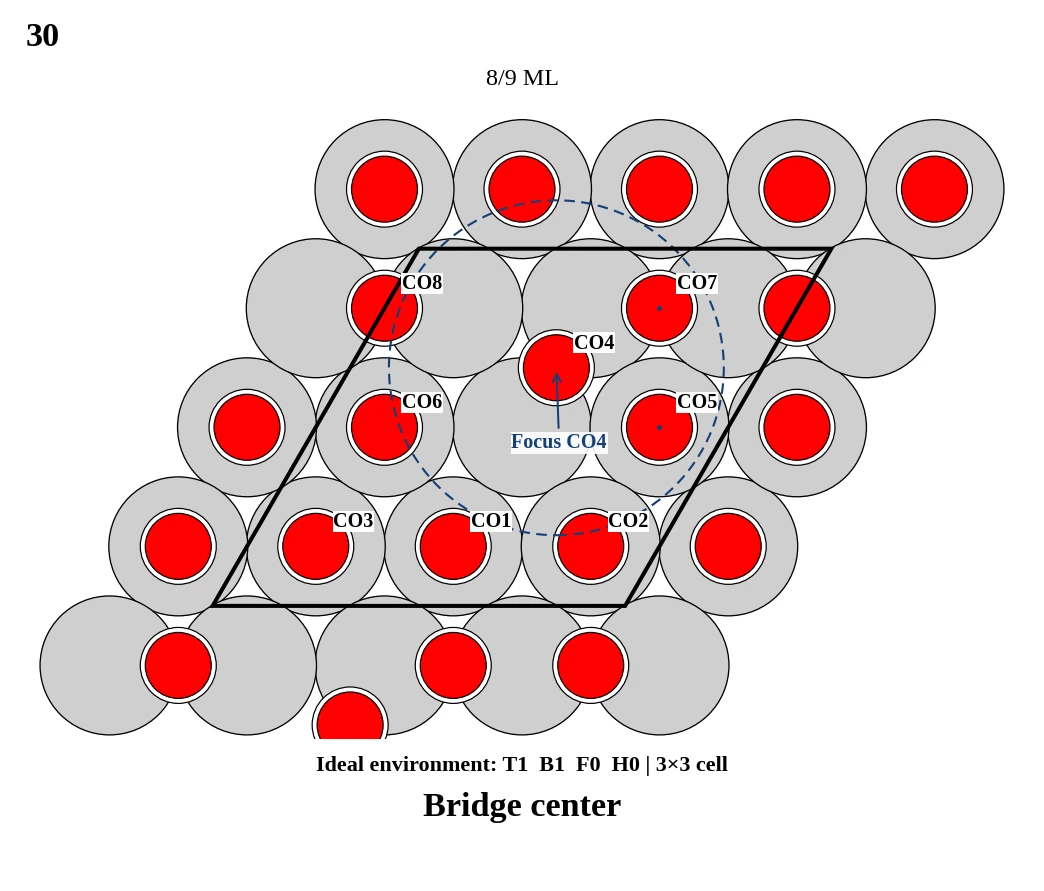 30
8/9 ML
CO8
CO7
CO4
CO6
CO5
Focus CO4
CO3
CO1
CO2
Ideal environment: T1  B1  F0  H0 | 3×3 cell
Bridge center